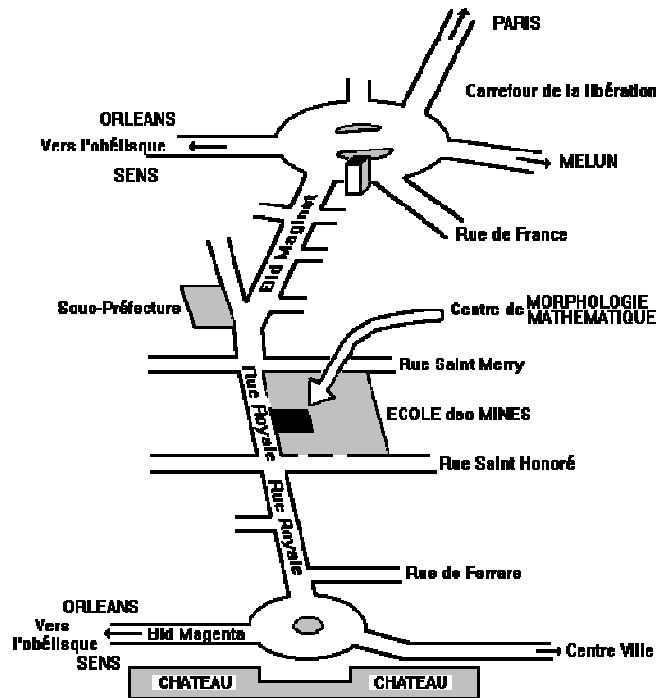 PARIS
Carrefour de la libération
ORLEANS
Vers l'obélisque
SENS
MELUN
Rue de France
Bld Maginot
Sous-Préfecture
Centre de MORPHOLOGIE
MATHEMATIQUE
Rue Saint Merry
Rue Royale
ECOLE des MINES
Rue Saint Honoré
Rue Royale
Rue de Ferrare
ORLEANS
Vers
l'obélisque
Bld Magenta
SENS
Centre Ville
CHATEAU
CHATEAU